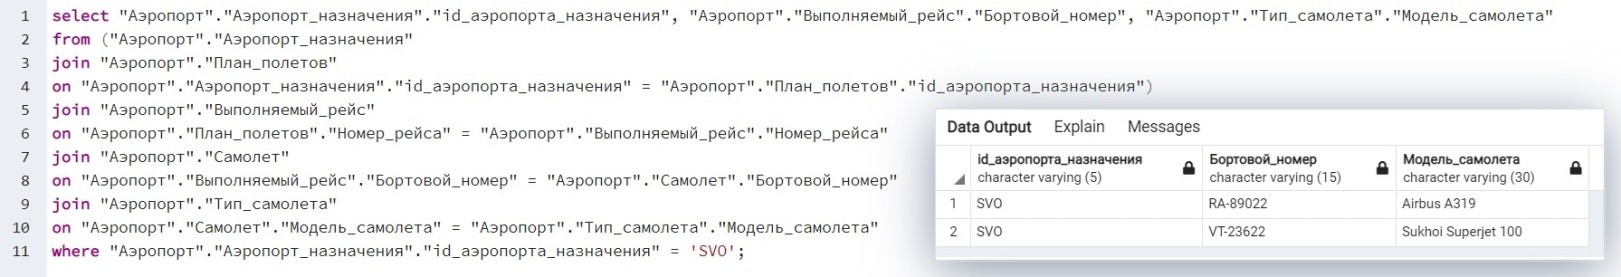 1 select "Аэропорт"."Аэропорт_назначения"."id_аэропорта_назначения", "Аэропорт"."Выполняемый_рейс"."Бортовой_номер", "Аэропорт"."Тип_самолета"."Модель_самолета"
2 from ("Аэропорт"."Аэропорт_назначения"
3 join "Аэропорт"."План_полетов"
4 on "Аэропорт"."Аэропорт_назначения"."id_аэропорта_назначения" = "Аэропорт"."План_полетов"."id_аэропорта_назначения")
5 join "Аэропорт"."Выполняемый_рейс"
6 on "Аэропорт"."План_полетов"."Номер_рейса" = "Аэропорт"."Выполняемый_рейс"."Номер_рейса"
7 join "Аэропорт"."Самолет"
8 on "Аэропорт"."Выполняемый_рейс"."Бортовой_номер" = "Аэропорт"."Самолет"."Бортовой_номер"
9 join "Аэропорт"."Тип_самолета"
10 on "Аэропорт"."Самолет"."Модель_самолета" = "Аэропорт"."Тип_самолета"."Модель_самолета"
11 where "Аэропорт"."Аэропорт_назначения"."id_аэропорта_назначения" = 'SVO';
Data Output Explain Messages
id_аэропорта_назначения Бортовой_номер Модель_самолета
character varying (5) character varying (15) character varying (30)
1 SVO RA-89022 Airbus A319
2 SVO VT-23622 Sukhoi Superjet 100